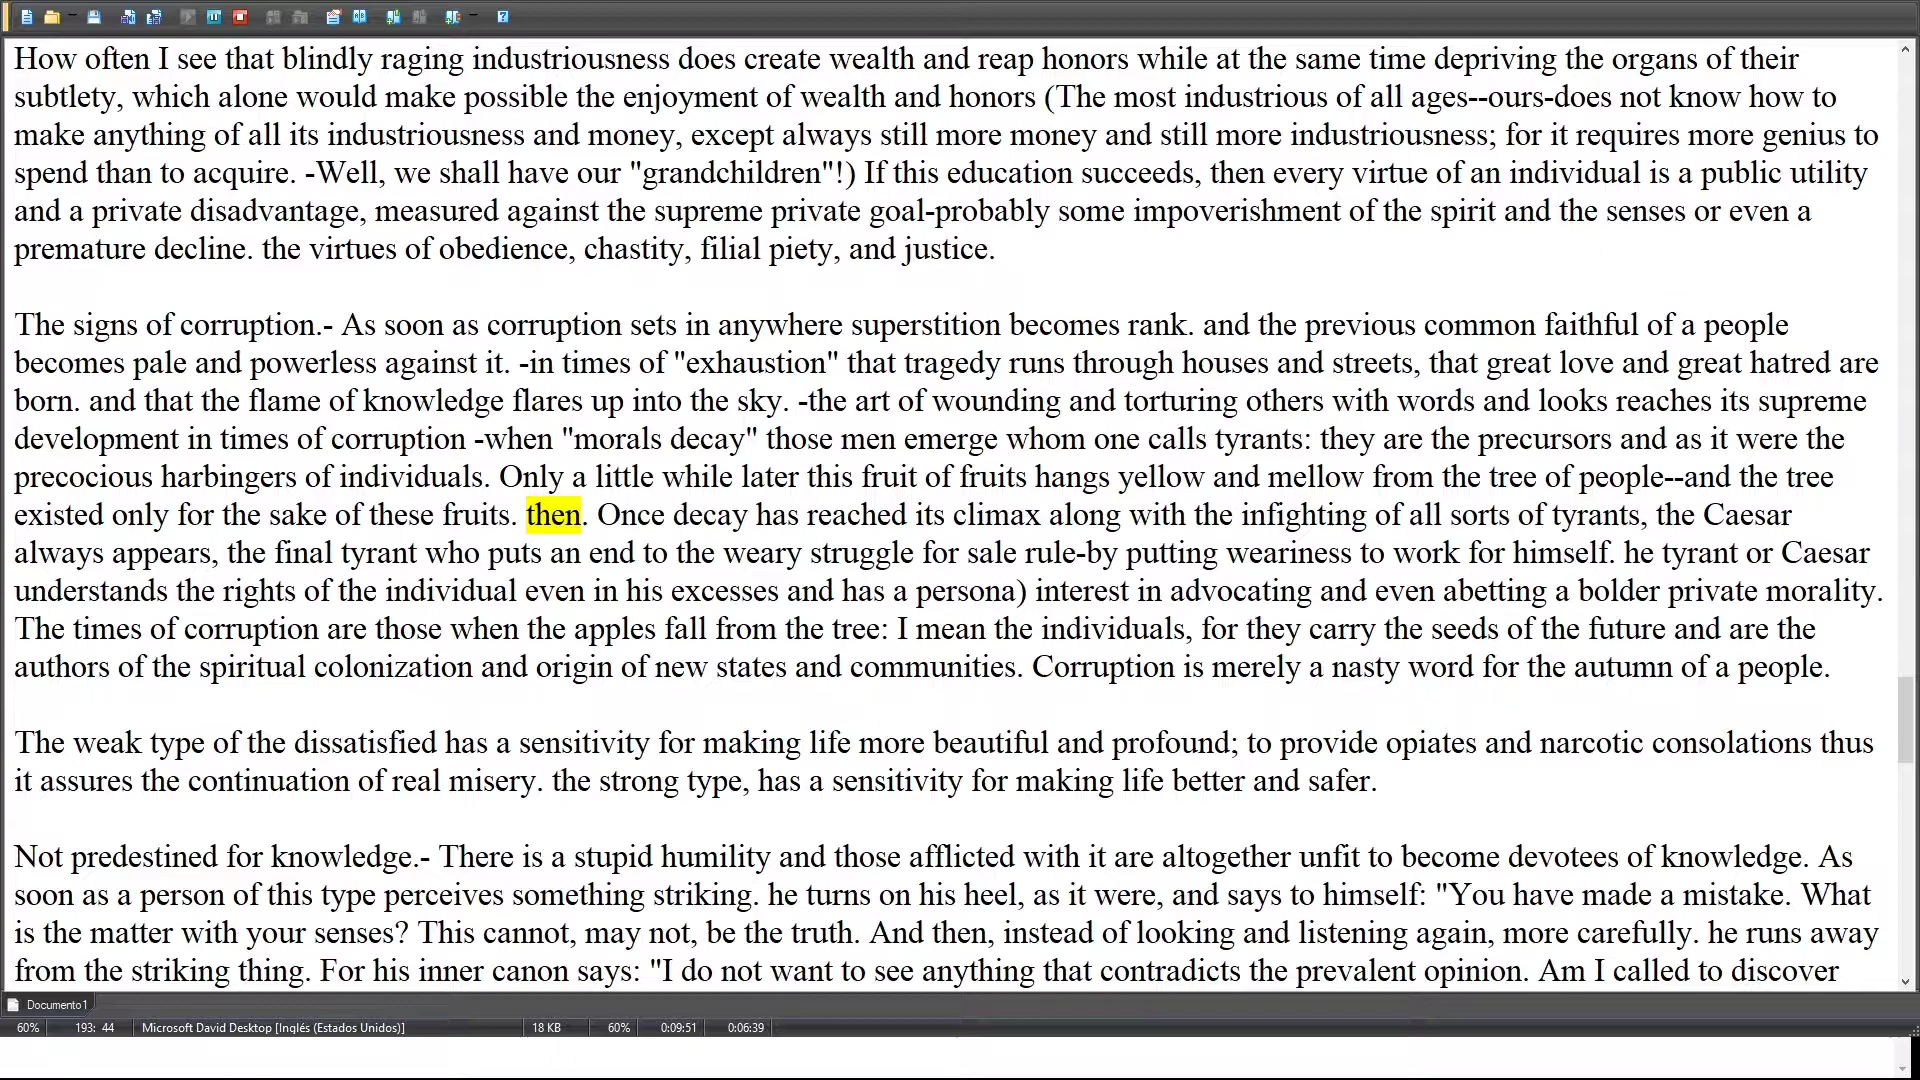 How often I see that blindly raging industriousness does create wealth and reap honors while at the same time depriving the organs of their
subtlety, which alone would make possible the enjoyment of wealth and honors (The most industrious of all ages--ours-does not know how to
make anything of all its industriousness and money, except always still more money and still more industriousness; for it requires more genius to
spend than to acquire. -Well, we shall have our "grandchildren"!) If this education succeeds, then every virtue of an individual is a public utility
and a private disadvantage, measured against the supreme private goal-probably some impoverishment of the spirit and the senses or even a
premature decline. the virtues of obedience, chastity, filial piety, and justice.
The signs of corruption.- As soon as corruption sets in anywhere superstition becomes rank. and the previous common faithful of a people
becomes pale and powerless against it. -in times of "exhaustion" that tragedy runs through houses and streets, that great love and great hatred are
born. and that the flame of knowledge flares up into the sky. -the art of wounding and torturing others with words and looks reaches its supreme
development in times of corruption -when "morals decay" those men emerge whom one calls tyrants: they are the precursors and as it were the
precocious harbingers of individuals. Only a little while later this fruit of fruits hangs yellow and mellow from the tree of people--and the tree
existed only for the sake of these fruits. then. Once decay has reached its climax along with the infighting of all sorts of tyrants, the Caesar
always appears, the final tyrant who puts an end to the weary struggle for sale rule-by putting weariness to work for himself. he tyrant or Caesar
understands the rights of the individual even in his excesses and has a persona) interest in advocating and even abetting a bolder private morality.
The times of corruption are those when the apples fall from the tree: I mean the individuals, for they carry the seeds of the future and are the
authors of the spiritual colonization and origin of new states and communities. Corruption is merely a nasty word for the autumn of a people.
The weak type of the dissatisfied has a sensitivity for making life more beautiful and profound; to provide opiates and narcotic consolations thus
it assures the continuation of real misery. the strong type, has a sensitivity for making life better and safer.
Not predestined for knowledge.- There is a stupid humility and those afflicted with it are altogether unfit to become devotees of knowledge. As
soon as a person of this type perceives something striking. he turns on his heel, as it were, and says to himself: "You have made a mistake. What
is the matter with your senses? This cannot, may not, be the truth. And then, instead of looking and listening again, more carefully. he runs away
from the striking thing. For his inner canon says: "I do not want to see anything that contradicts the prevalent opinion. Am I called to discover
Documento1
60% 193: 44 Microsoft David Desktop [Inglés (Estados Unidos)] 18 KB 60% 0:09:51 0:06:39